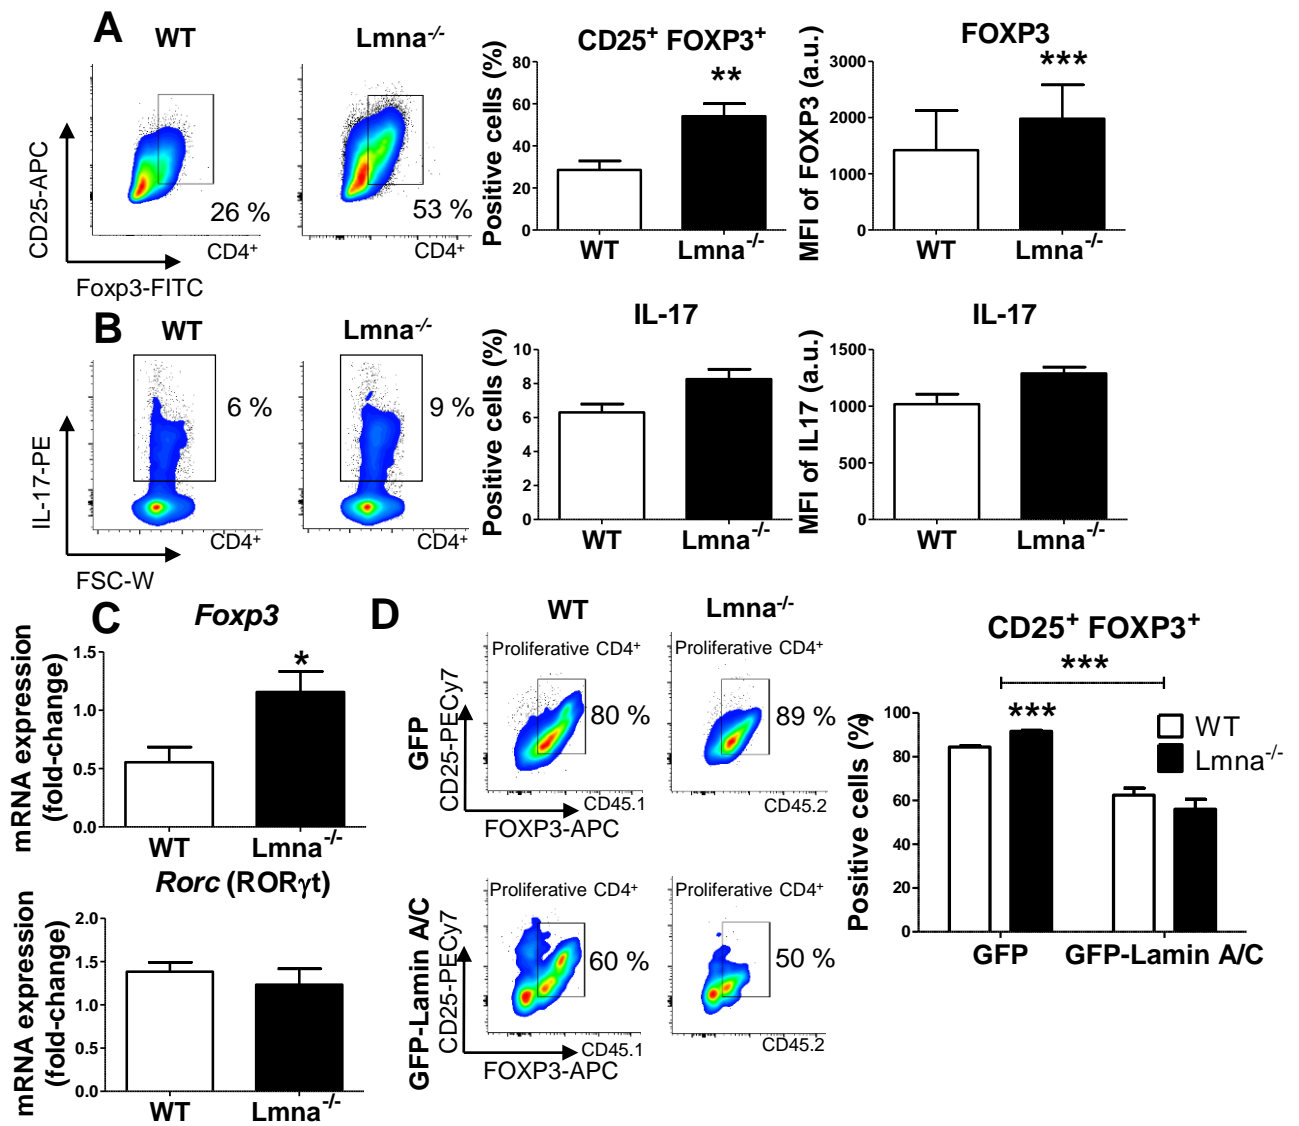 A
WT
Lmna-/-
CD25-APC
26 %
CD4+
53 %
CD4+
Foxp3-FITC
CD25+ FOXP3+
**
Positive cells (%)
80
60
40
20
0
WT
Lmna-/-
FOXP3
***
MFI of FOXP3 (a.u.)
3000
2000
1000
0
WT
Lmna-/-
B
WT
Lmna-/-
IL-17-PE
6 %
CD4+
9 %
CD4+
FSC-W
IL-17
Positive cells (%)
10
8
6
4
2
0
WT
Lmna-/-
IL-17
MFI of IL17 (a.u.)
1500
1000
500
0
WT
Lmna-/-
C
Foxp3
mRNA expression
(fold-change)
1.5
1.0
0.5
0.0
*
WT
Lmna-/-
Rorc (RORγt)
mRNA expression
(fold-change)
2.0
1.5
1.0
0.5
0.0
WT
Lmna-/-
D
WT
Lmna-/-
GFP
CD25-PECy7
Proliferative CD4+
80 %
CD45.1
Proliferative CD4+
89 %
CD45.2
FOXP3-APC
GFP-Lamin A/C
CD25-PECy7
Proliferative CD4+
60 %
CD45.1
Proliferative CD4+
50 %
CD45.2
FOXP3-APC
CD25+ FOXP3+
***
***
WT
Lmna-/-
Positive cells (%)
100
80
60
40
20
0
GFP
GFP-Lamin A/C